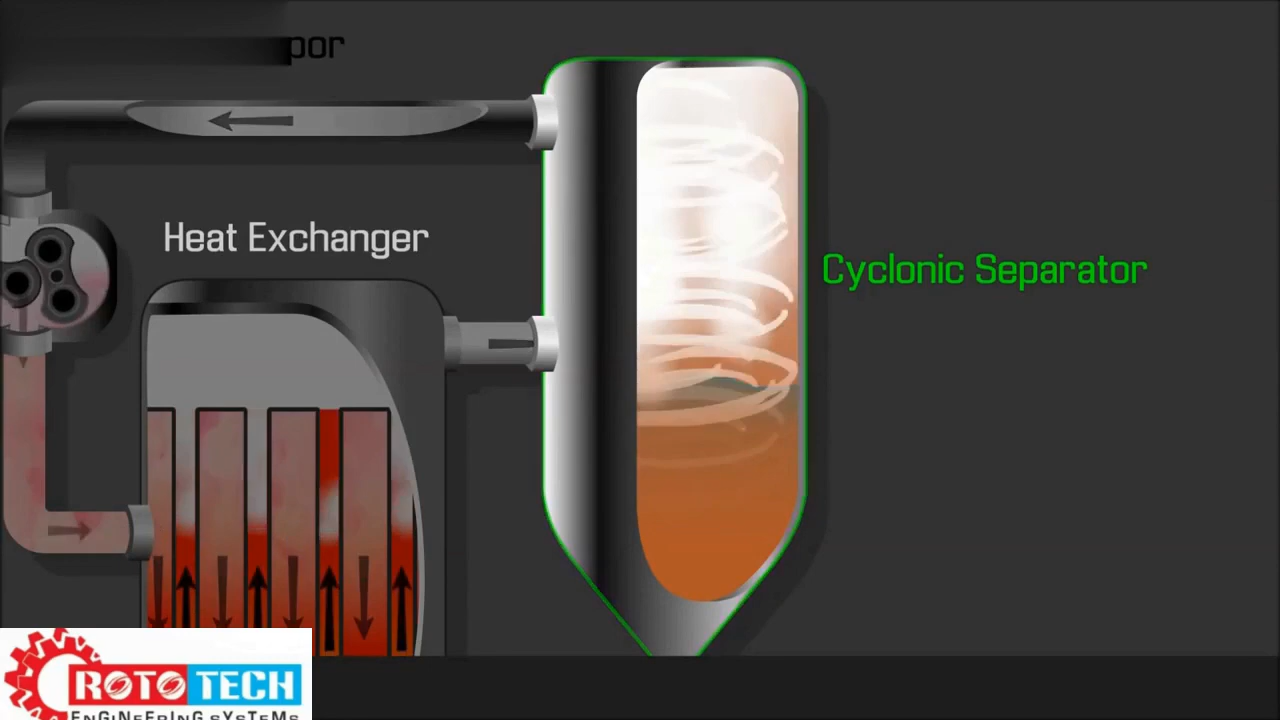 Heat Exchanger
Cyclonic Separator
ROTO TECH
ENGINEERING SYSTEMS